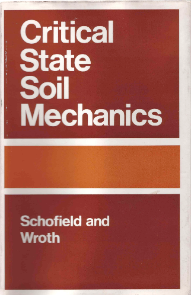 Critical
State
Soil
Mechanics
Schofield and
Wroth